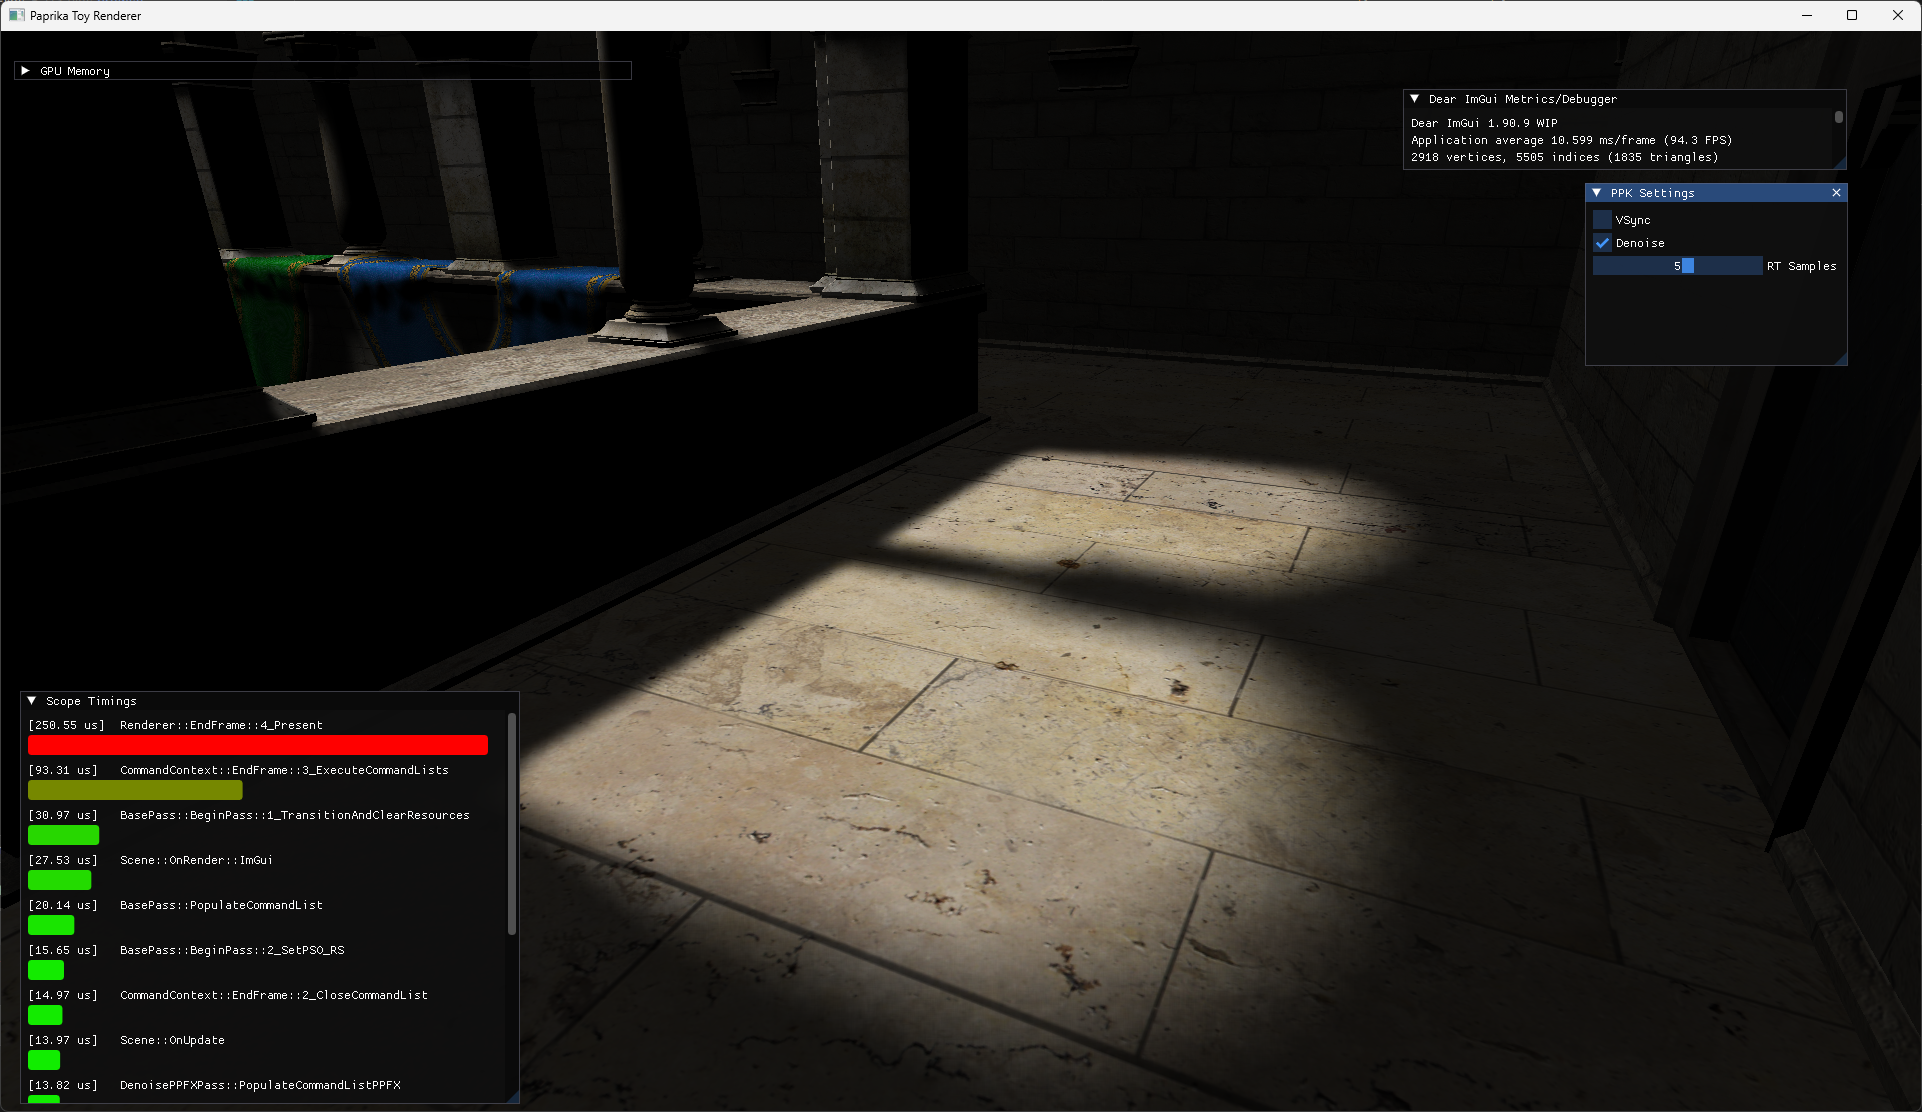 Paprika Toy Renderer
GPU Memory
Dear ImGui Metrics/Debugger
Dear ImGui 1.90.9 WIP
Application average 10.599 ms/frame (94.3 FPS)
2918 vertices, 5505 indices (1835 triangles)
PPK Settings
VSync
Denoise
5 RT Samples
Scope Timings
[250.55 us] Renderer::EndFrame::4_Present
[93.31 us] CommandContext::EndFrame::3_ExecuteCommandLists
[30.97 us] BasePass::BeginPass::1_TransitionAndClearResources
[27.53 us] Scene::OnRender::ImGui
[20.14 us] BasePass::PopulateCommandList
[15.65 us] BasePass::BeginPass::2_SetPSO_RS
[14.97 us] CommandContext::EndFrame::2_CloseCommandList
[13.97 us] Scene::OnUpdate
[13.82 us] DenoisePPFXPass::PopulateCommandListPPFX